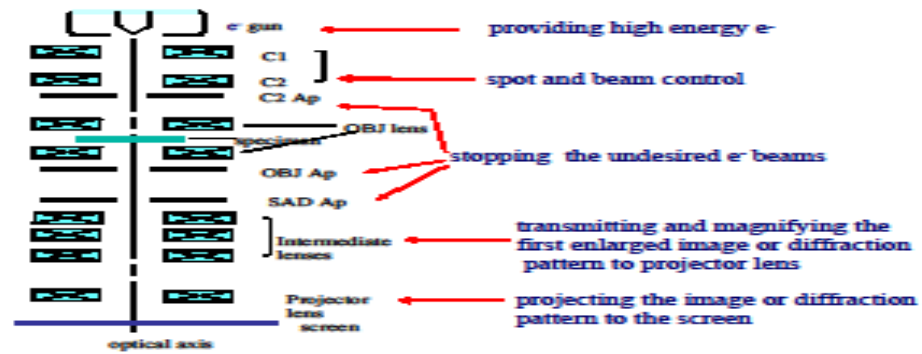 e- gun
providing high energy e-
C1
C2
spot and beam control
C2 Ap
OBJ lens
specimen
stopping the undesired e- beams
OBJ Ap
SAD Ap
Intermediate
lenses
transmitting and magnifying the
first enlarged image or diffraction
pattern to projector lens
Projector
lens
screen
projecting the image or diffraction
pattern to the screen
optical axis